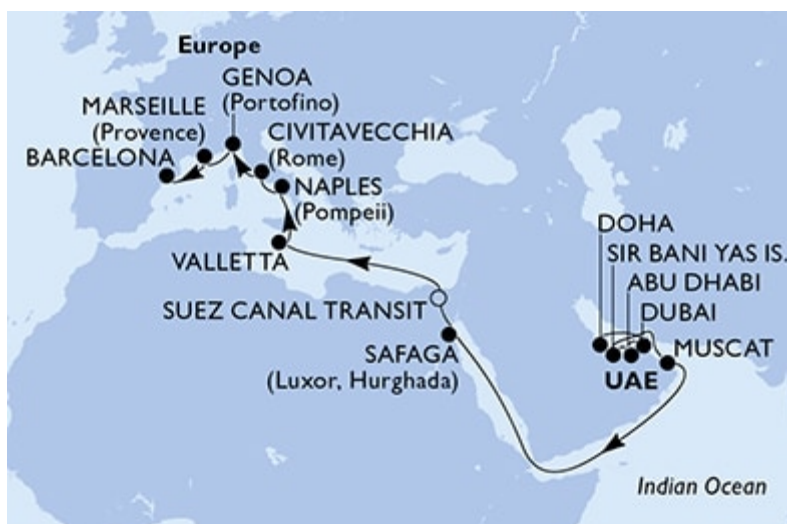 Europe
GENOA
(Portofino)
MARSEILLE
(Provence)
CIVITAVECCHIA
(Rome)
BARCELONA
NAPLES
(Pompeii)
VALLETTA
SUEZ CANAL TRANSIT
SAFAGA
(Luxor, Hurghada)
DOHA
SIR BANI YAS IS.
ABU DHABI
DUBAI
MUSCAT
UAE
Indian Ocean